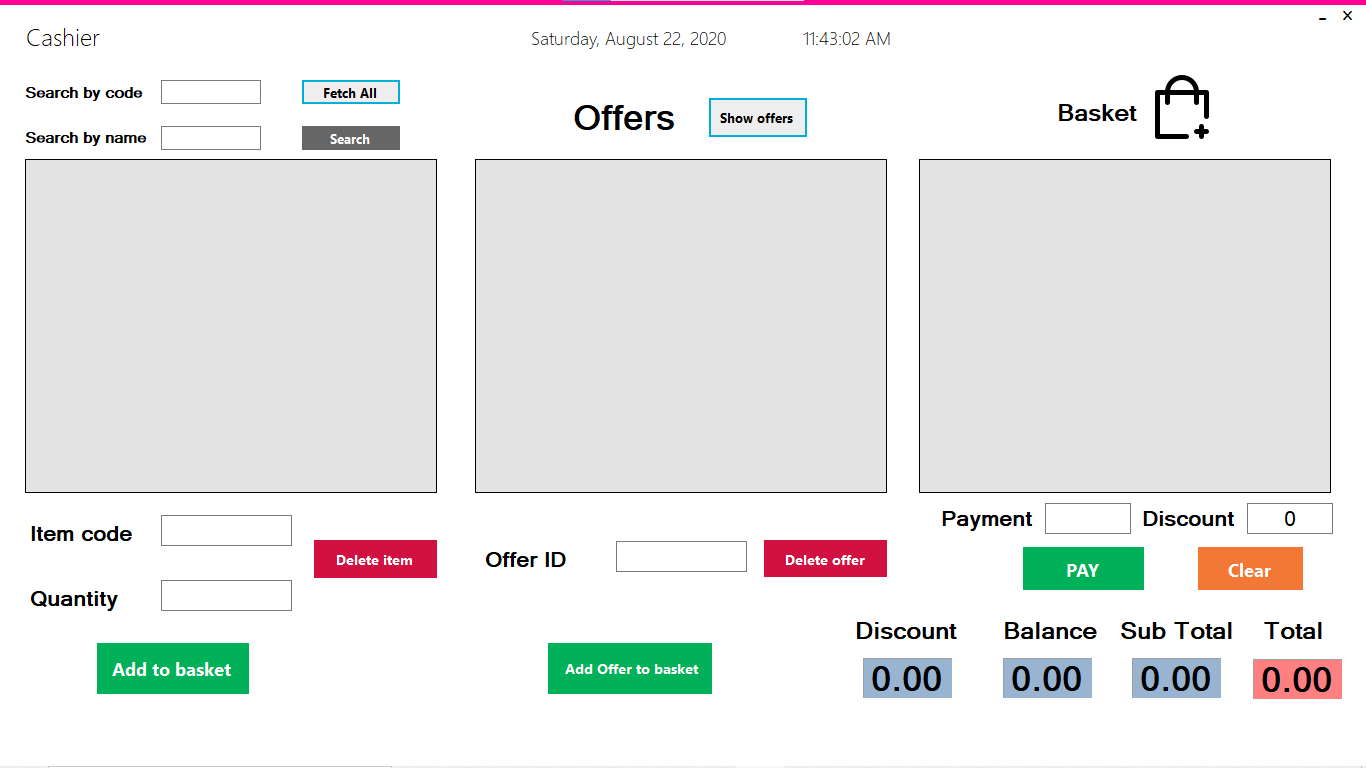 Cashier
Saturday, August 22, 2020
11:43:02 AM
Search by code
Fetch All
Search by name
Search
Offers
Show offers
Basket
Item code
Quantity
Delete item
Add to basket
Offer ID
Delete offer
Add Offer to basket
Payment
Discount
0
PAY
Clear
Discount
Balance
Sub Total
Total
0.00
0.00
0.00
0.00